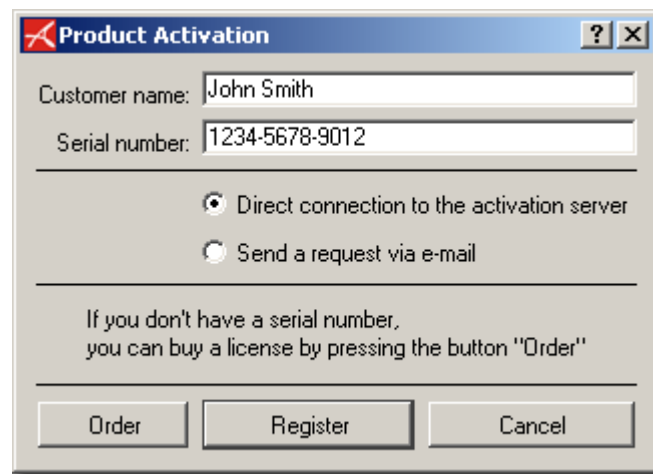 Product Activation
Customer name: John Smith
Serial number: 1234-5678-9012
Direct connection to the activation server
Send a request via e-mail
If you don't have a serial number,
you can buy a license by pressing the button "Order"
Order Register Cancel